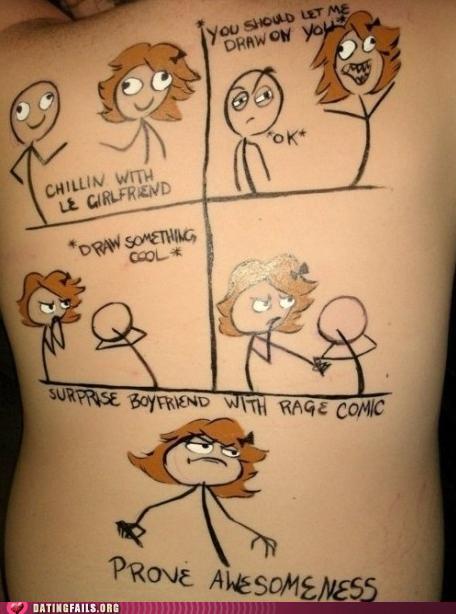 CHILLIN WITH
LE GIRLFRIEND
*YOU SHOULD LET ME
DRAW ON YOU*
*OK*
*DRAW SOMETHING
COOL*
SURPRISE BOYFRIEND WITH RAGE COMIC
PROVE AWESOMENESS
DATINGFAILS.ORG